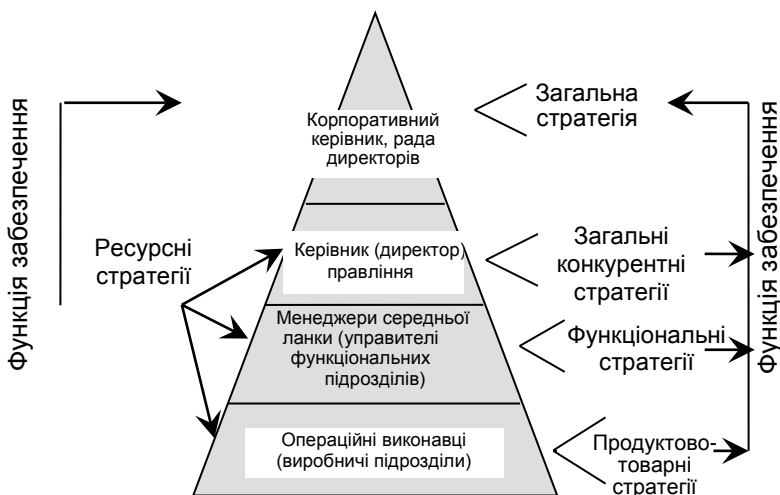 Функція забезпечення
Корпоративний
керівник, рада
директорів
Загальна
стратегія
Ресурсні
стратегії
Керівник (директор)
правління
Загальні
конкурентні
стратегії
Менеджери середньої
ланки (управителі
функціональних
підрозділів)
Функціональні
стратегії
Операційні виконавці
(виробничі підрозділи)
Продуктово-
товарні
стратегії
Функція забезпечення